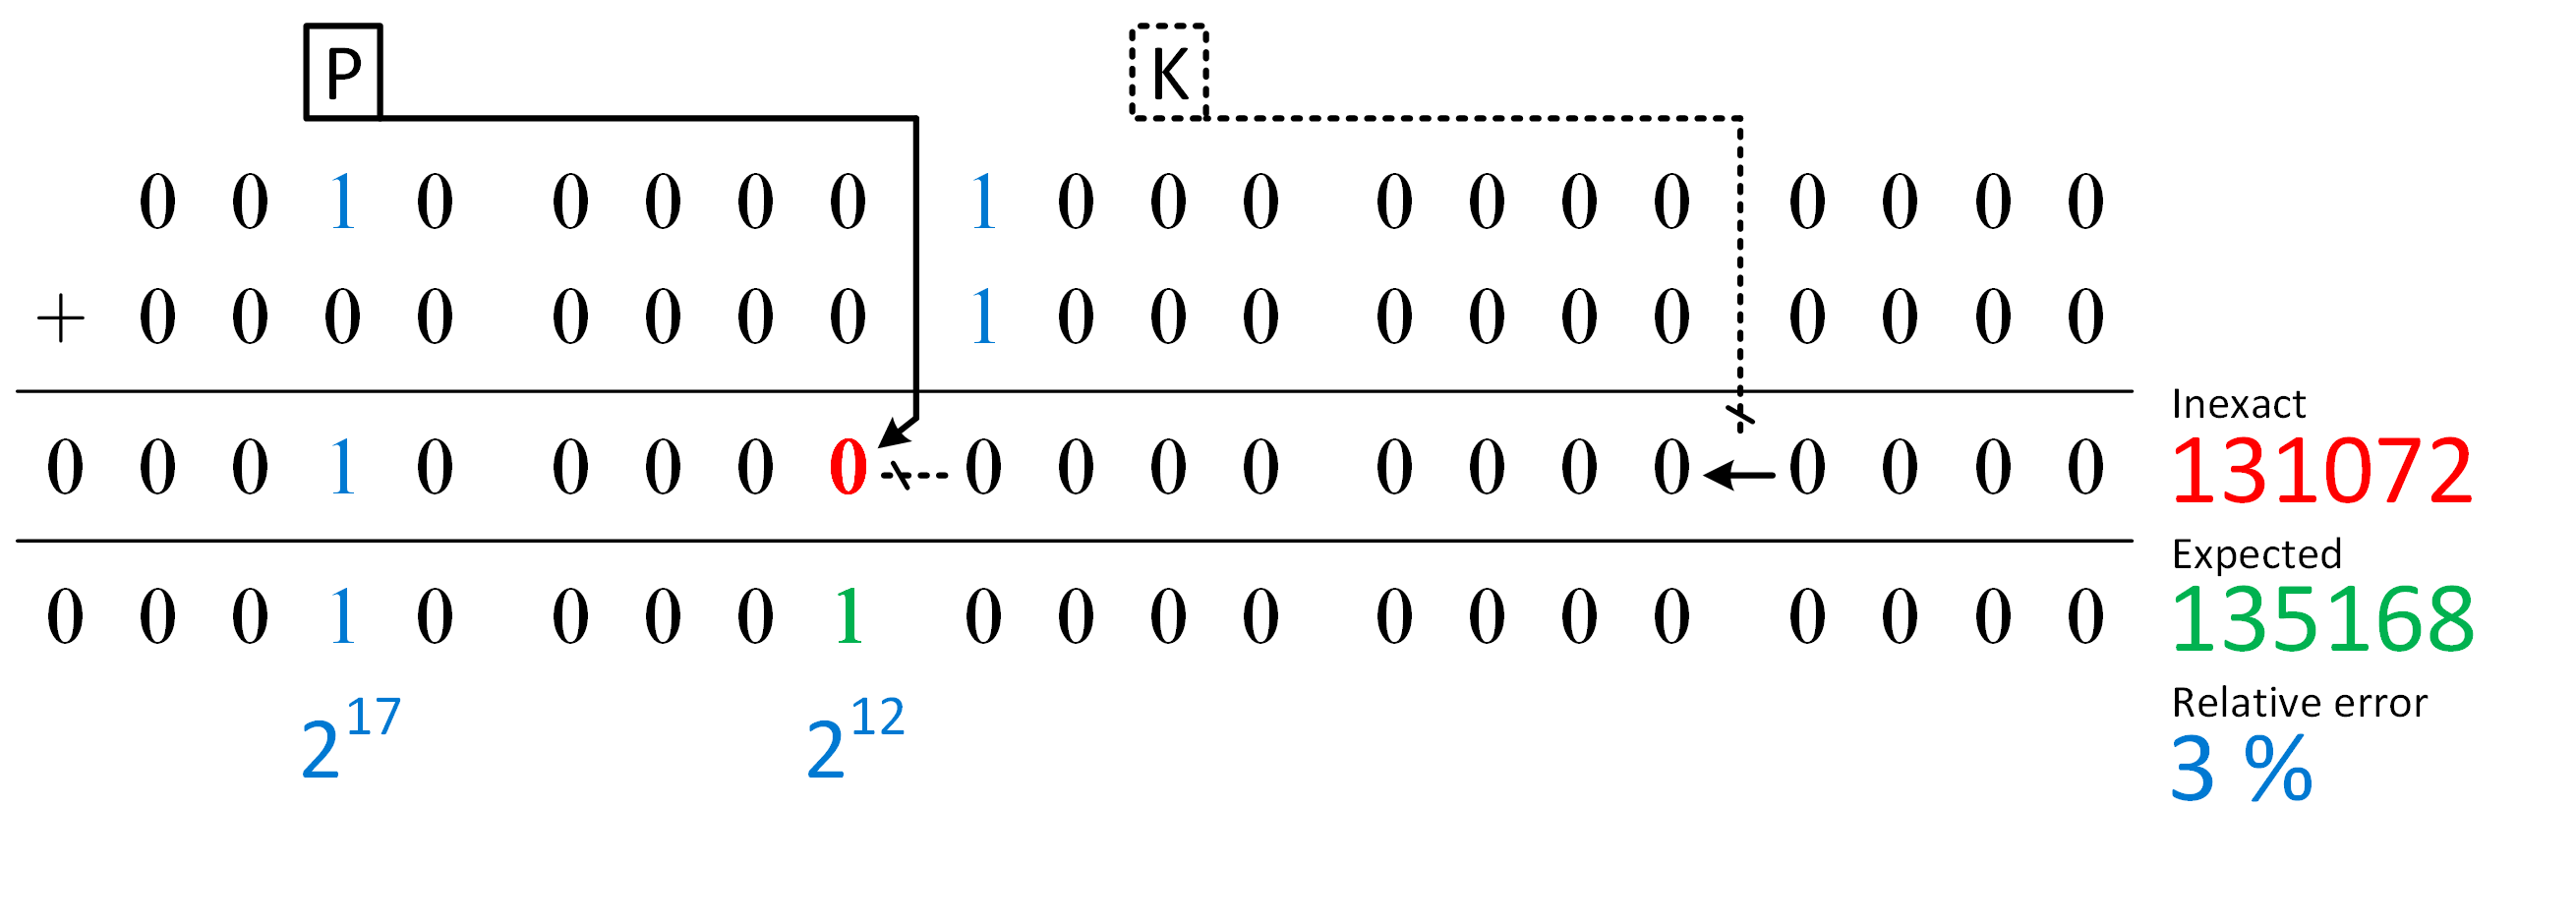 P K
0 0 1 0 0 0 0 0 1 0 0 0 0 0 0 0 0 0 0 0
+ 0 0 0 0 0 0 0 0 1 0 0 0 0 0 0 0 0 0 0 0
Inexact
0 0 0 1 0 0 0 0 0 0 0 0 0 0 0 0 0 0 0 0 0 131072
Expected
0 0 0 1 0 0 0 0 1 0 0 0 0 0 0 0 0 0 0 0 0 135168
2^17 2^12
Relative error
3 %